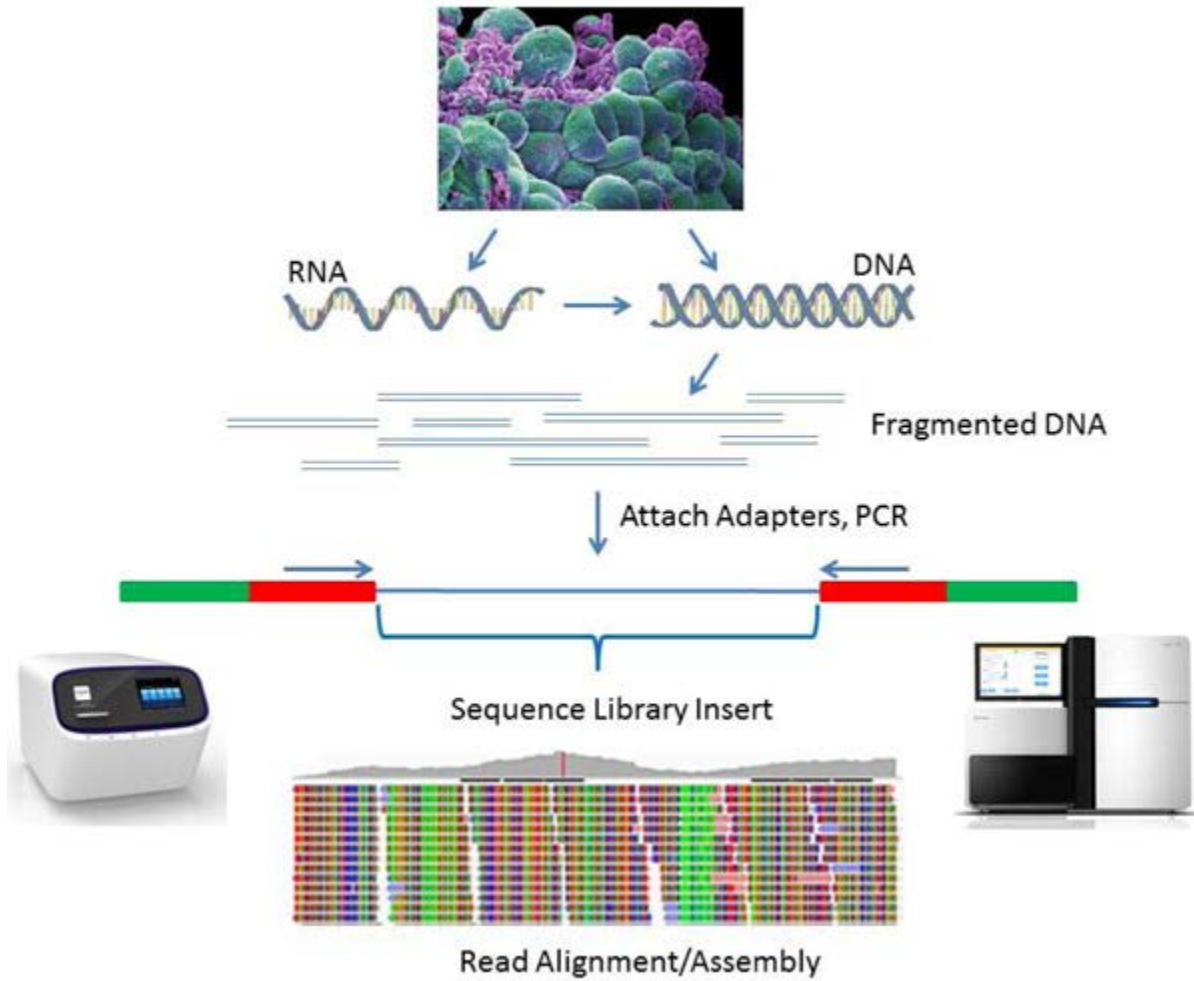 RNA
DNA
Fragmented DNA
Attach Adapters, PCR
Sequence Library Insert
Read Alignment/Assembly